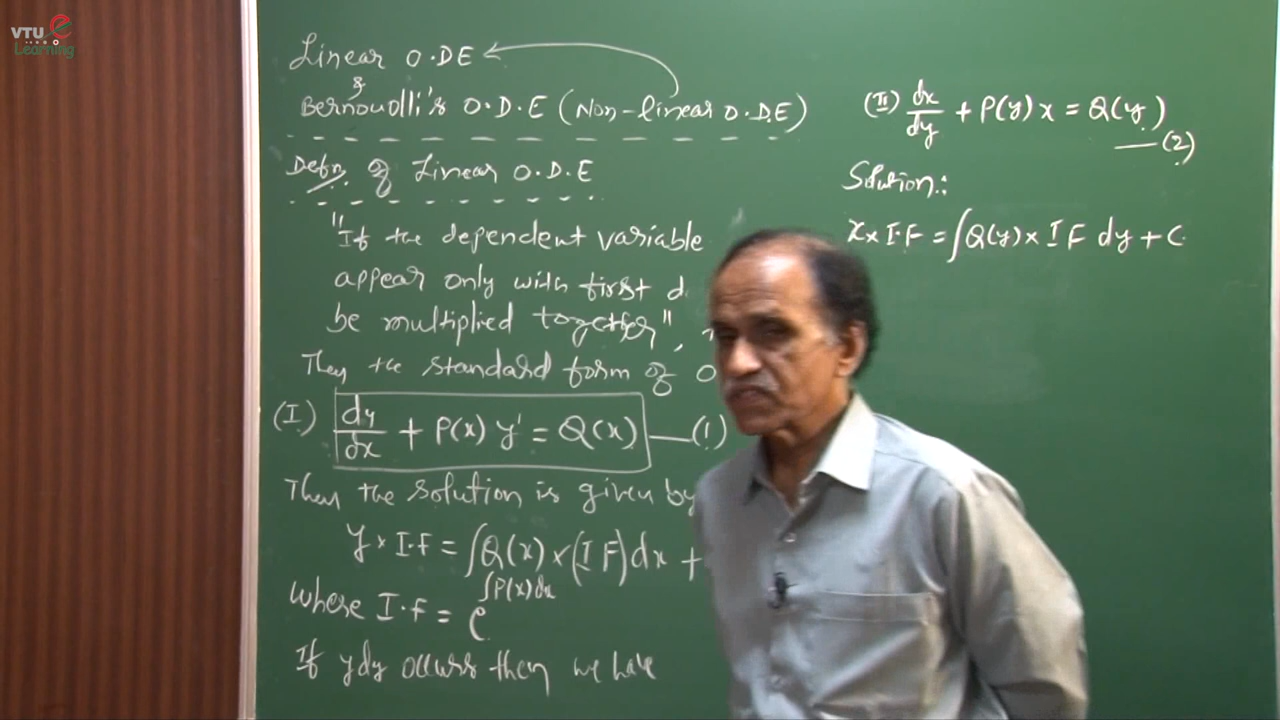 VTU e
Learning
Linear O.DE
&
Bernoulli's O.D.E (Non-linear O.D.E)
Defn. of Linear O.D.E
"If the dependent variable
appear only with first d
be multiplied together",
Then the standard form of O
(I) dy/dx + P(x) y' = Q(x) —(1)
Then the solution is given by
y × I.F = ∫Q(x) × (I F) dx +
where I.F = e^∫P(x)dx
If ydy occurs then we have
(II) dx/dy + P(y) x = Q(y)
—(2)
Solution:
x × I.F = ∫Q(y) × I F dy + C.